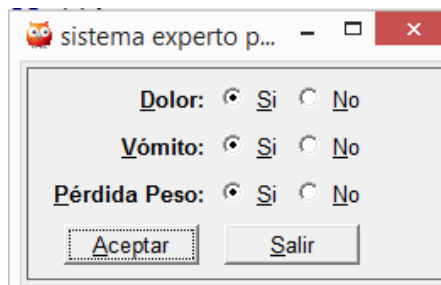 sistema experto p...
Dolor: Si No
Vómito: Si No
Pérdida Peso: Si No
Aceptar Salir